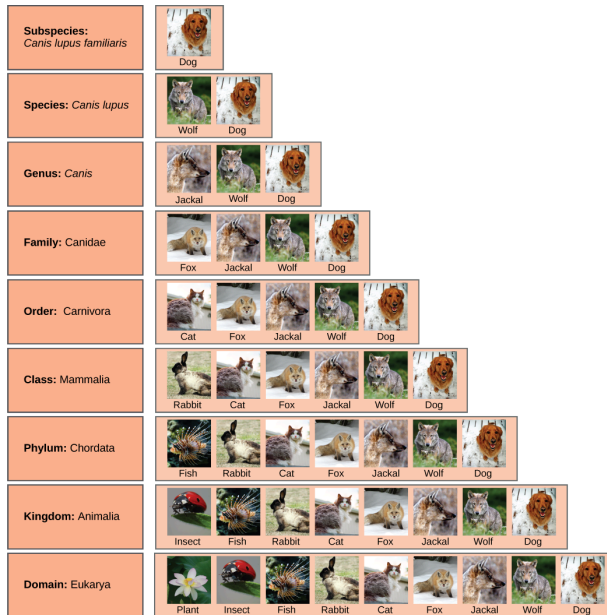 Subspecies:
Canis lupus familiaris
Dog
Species: Canis lupus
Wolf Dog
Genus: Canis
Jackal Wolf Dog
Family: Canidae
Fox Jackal Wolf Dog
Order: Carnivora
Cat Fox Jackal Wolf Dog
Class: Mammalia
Rabbit Cat Fox Jackal Wolf Dog
Phylum: Chordata
Fish Rabbit Cat Fox Jackal Wolf Dog
Kingdom: Animalia
Insect Fish Rabbit Cat Fox Jackal Wolf Dog
Domain: Eukarya
Plant Insect Fish Rabbit Cat Fox Jackal Wolf Dog